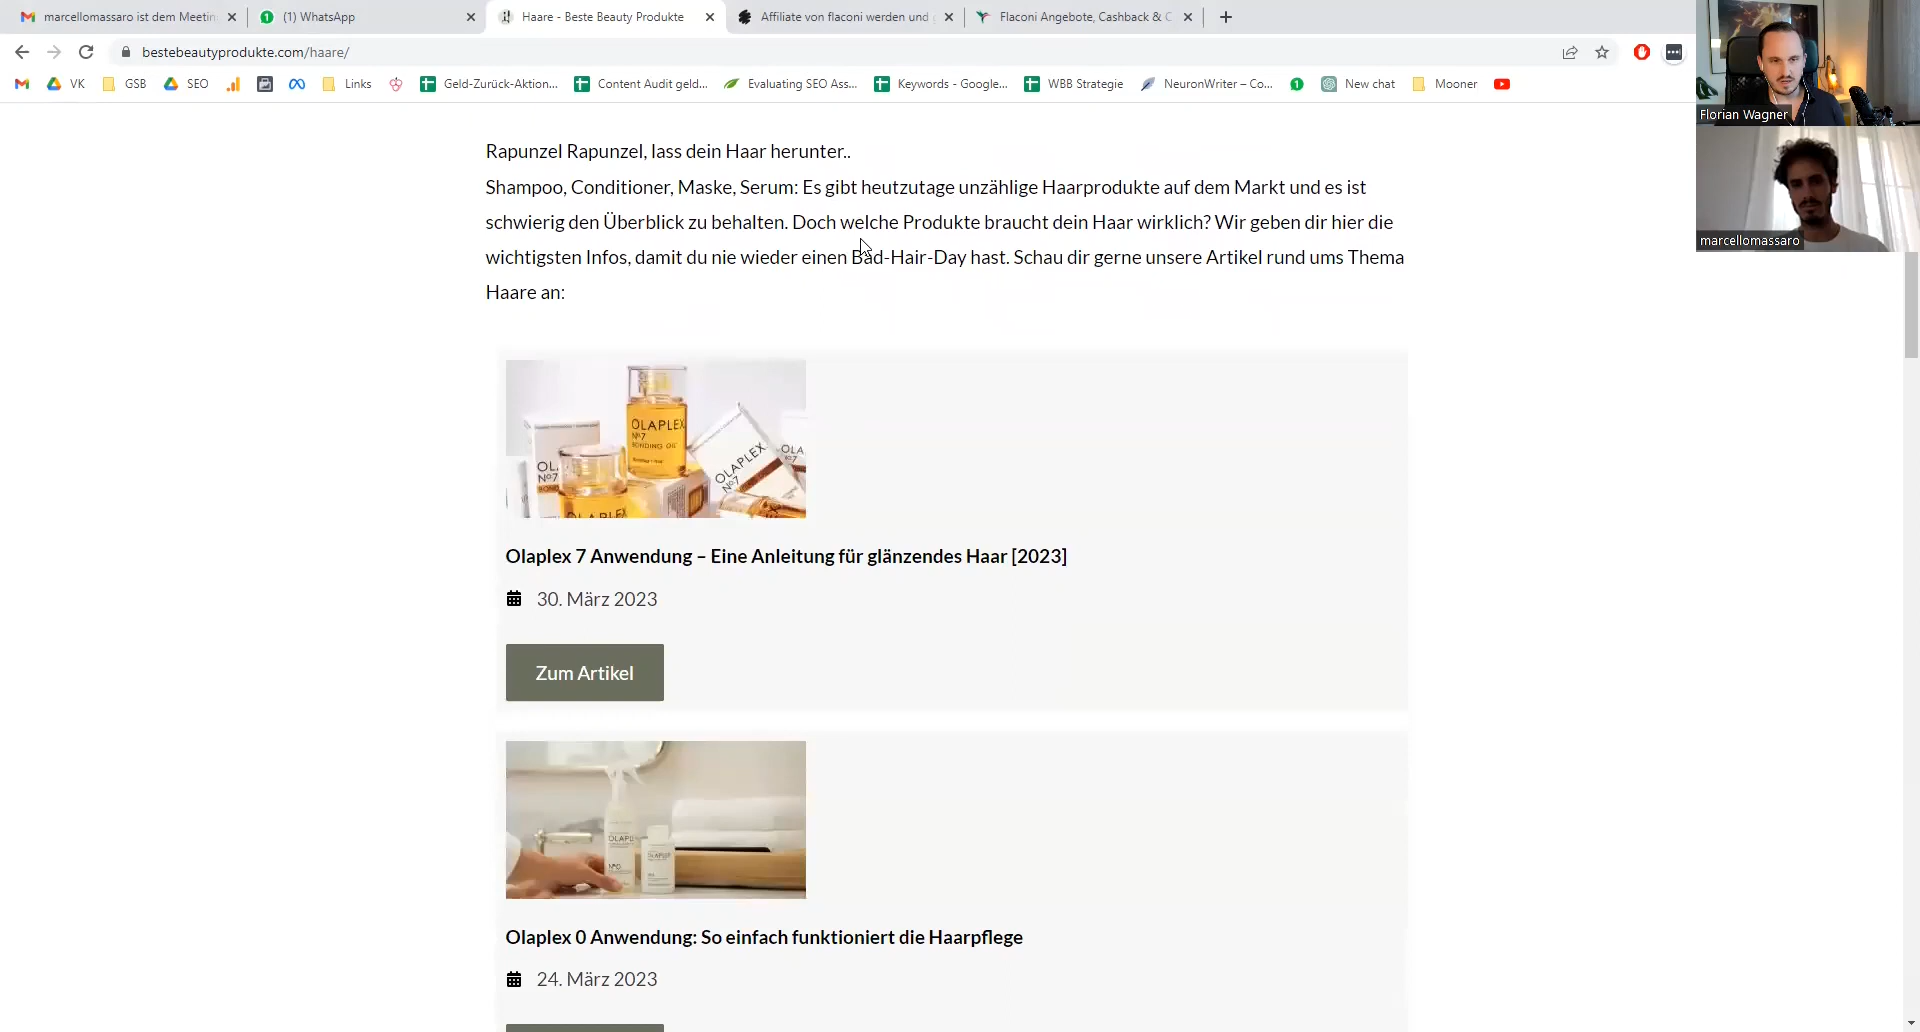 marcellomassaro ist dem Meetin
(1) WhatsApp
Haare - Beste Beauty Produkte
Affiliate von flaconi werden und
Flaconi Angebote, Cashback & C
bestebeautyprodukte.com/haare/
VK
GSB
SEO
Links
Geld-Zurück-Aktion...
Content Audit geld...
Evaluating SEO Ass...
Keywords - Google...
WBB Strategie
NeuronWriter – Co...
New chat
Mooner
Florian Wagner
marcellomassaro
Rapunzel Rapunzel, lass dein Haar herunter..
Shampoo, Conditioner, Maske, Serum: Es gibt heutzutage unzählige Haarprodukte auf dem Markt und es ist
schwierig den Überblick zu behalten. Doch welche Produkte braucht dein Haar wirklich? Wir geben dir hier die
wichtigsten Infos, damit du nie wieder einen Bad-Hair-Day hast. Schau dir gerne unsere Artikel rund ums Thema
Haare an:
OLAPLEX
Nº7
BONDING OIL
OLAPLEX
Nº7
Olaplex 7 Anwendung – Eine Anleitung für glänzendes Haar [2023]
30. März 2023
Zum Artikel
OLAPLEX
Olaplex 0 Anwendung: So einfach funktioniert die Haarpflege
24. März 2023